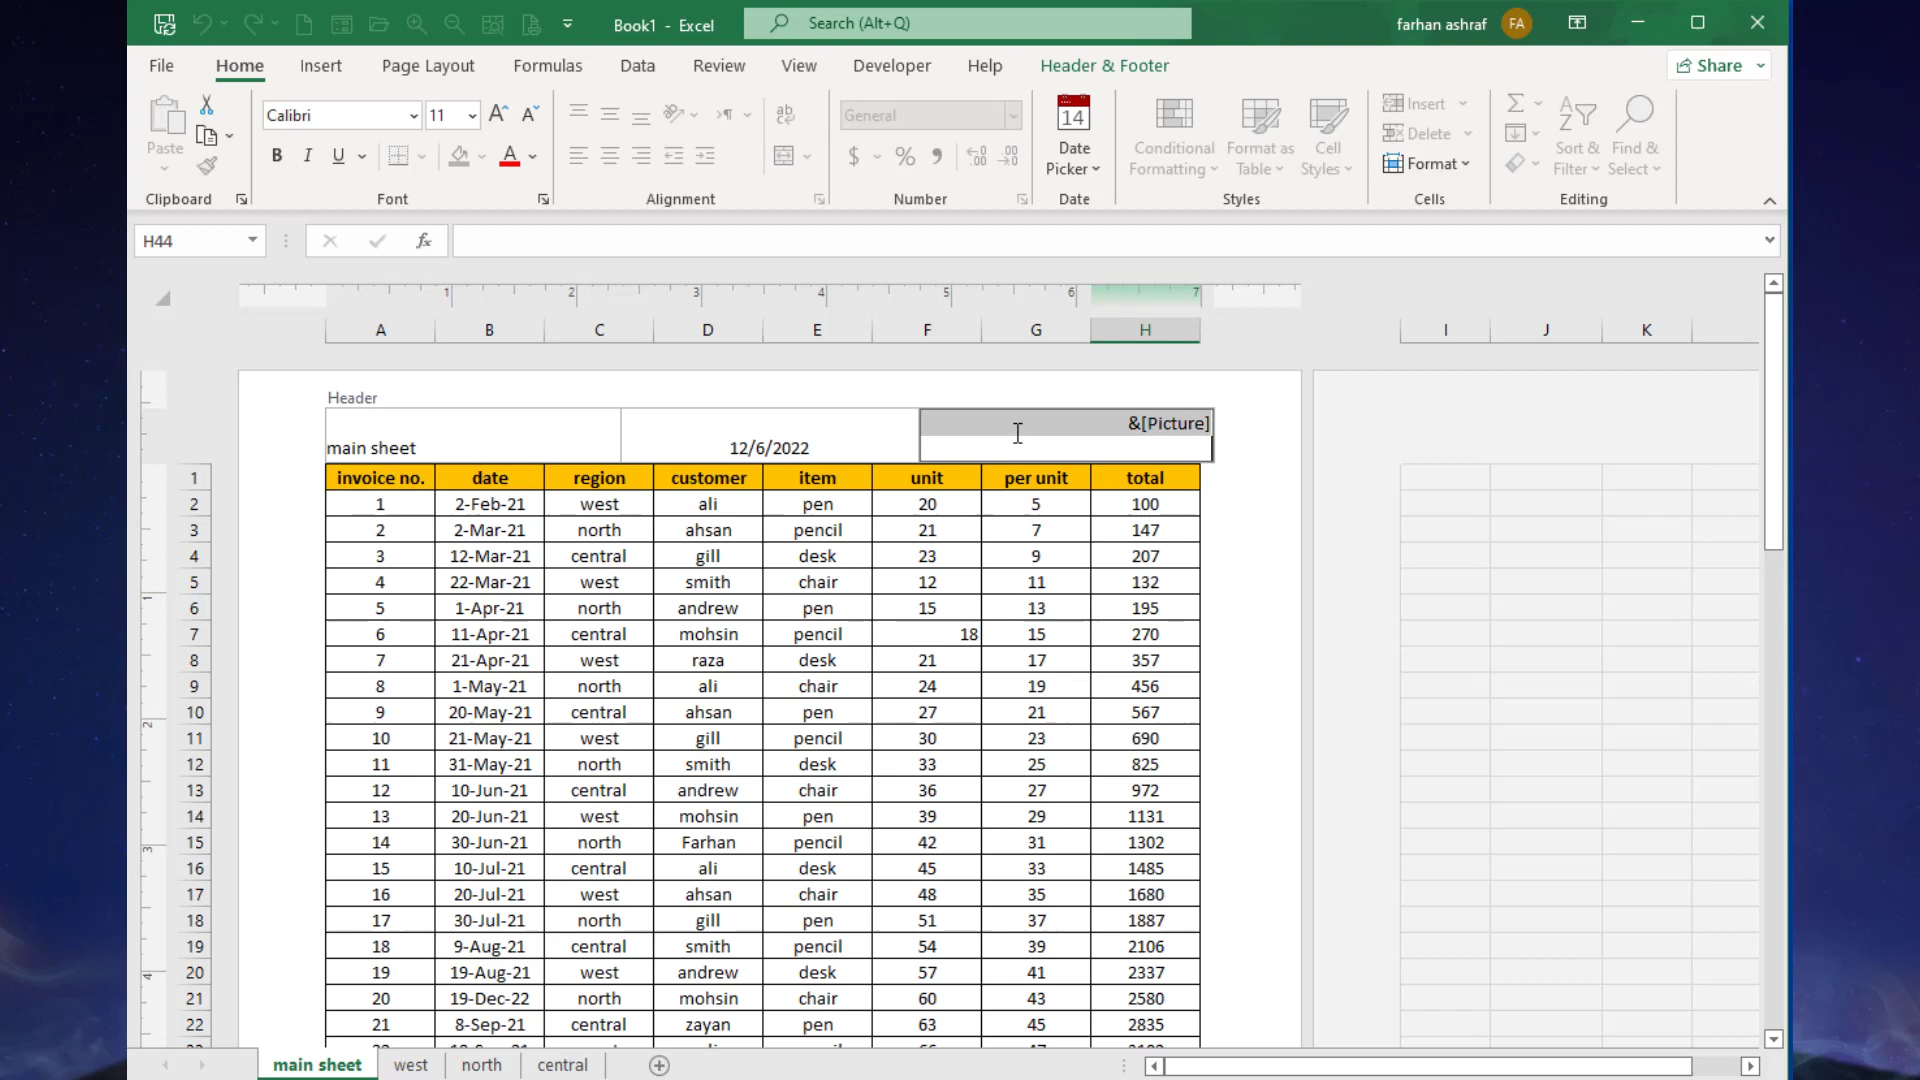 Book1 - Excel
Search (Alt+Q)
farhan ashraf
FA
File Home Insert Page Layout Formulas Data Review View Developer Help Header & Footer
Share
Paste
Clipboard
Calibri 11
B I U A
Font
ab
Alignment
General
$ % 9
Number
14
Date
Picker
Date
Conditional
Formatting
Format as
Table
Cell
Styles
Styles
Insert
Delete
Format
Cells
Sort &
Filter
Find &
Select
Editing
H44 fx
1 2 3 4 5 6 7
A B C D E F G H I J K
Header
main sheet 12/6/2022 &[Picture]
1 invoice no. date region customer item unit per unit total
2 1 2-Feb-21 west ali pen 20 5 100
3 2 2-Mar-21 north ahsan pencil 21 7 147
4 3 12-Mar-21 central gill desk 23 9 207
5 4 22-Mar-21 west smith chair 12 11 132
6 5 1-Apr-21 north andrew pen 15 13 195
7 6 11-Apr-21 central mohsin pencil 18 15 270
8 7 21-Apr-21 west raza desk 21 17 357
9 8 1-May-21 north ali chair 24 19 456
10 9 20-May-21 central ahsan pen 27 21 567
11 10 21-May-21 west gill pencil 30 23 690
12 11 31-May-21 north smith desk 33 25 825
13 12 10-Jun-21 central andrew chair 36 27 972
14 13 20-Jun-21 west mohsin pen 39 29 1131
15 14 30-Jun-21 north Farhan pencil 42 31 1302
16 15 10-Jul-21 central ali desk 45 33 1485
17 16 20-Jul-21 west ahsan chair 48 35 1680
18 17 30-Jul-21 north gill pen 51 37 1887
19 18 9-Aug-21 central smith pencil 54 39 2106
20 19 19-Aug-21 west andrew desk 57 41 2337
21 20 19-Dec-22 north mohsin chair 60 43 2580
22 21 8-Sep-21 central zayan pen 63 45 2835
main sheet west north central